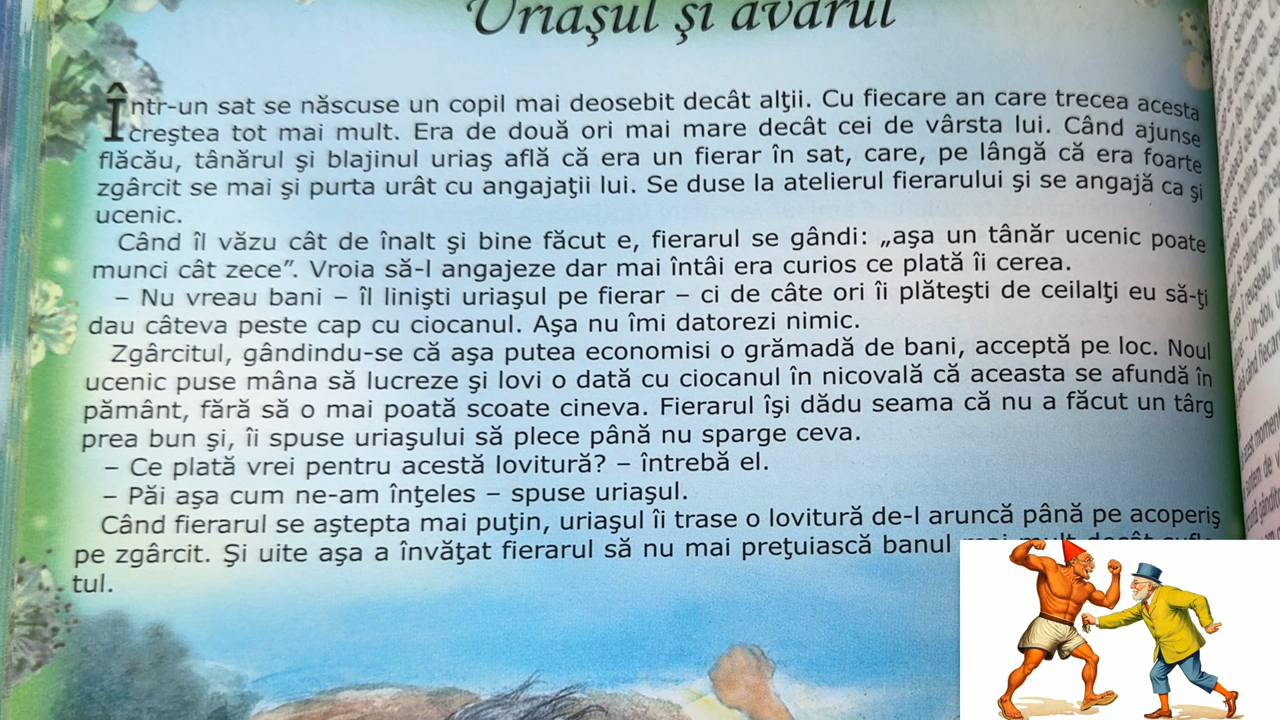 Uriaşul şi avarul
Într-un sat se născuse un copil mai deosebit decât alţii. Cu fiecare an care trecea acesta
creştea tot mai mult. Era de două ori mai mare decât cei de vârsta lui. Când ajunse
flăcău, tânărul şi blajinul uriaş află că era un fierar în sat, care, pe lângă că era foarte
zgârcit se mai şi purta urât cu angajaţii lui. Se duse la atelierul fierarului şi se angajă ca şi
ucenic.
Când îl văzu cât de înalt şi bine făcut e, fierarul se gândi: „aşa un tânăr ucenic poate
munci cât zece”. Vroia să-l angajeze dar mai întâi era curios ce plată îi cerea.
– Nu vreau bani – îl linişti uriaşul pe fierar – ci de câte ori îi plăteşti de ceilalţi eu să-ţi
dau câteva peste cap cu ciocanul. Aşa nu îmi datorezi nimic.
Zgârcitul, gândindu-se că aşa putea economisi o grămadă de bani, acceptă pe loc. Noul
ucenic puse mâna să lucreze şi lovi o dată cu ciocanul în nicovală că aceasta se afundă în
pământ, fără să o mai poată scoate cineva. Fierarul îşi dădu seama că nu a făcut un târg
prea bun şi, îi spuse uriaşului să plece până nu sparge ceva.
– Ce plată vrei pentru acestă lovitură? – întrebă el.
– Păi aşa cum ne-am înţeles – spuse uriaşul.
Când fierarul se aştepta mai puţin, uriaşul îi trase o lovitură de-l aruncă până pe acoperiş
pe zgârcit. Şi uite aşa a învăţat fierarul să nu mai preţuiască banul
tul.